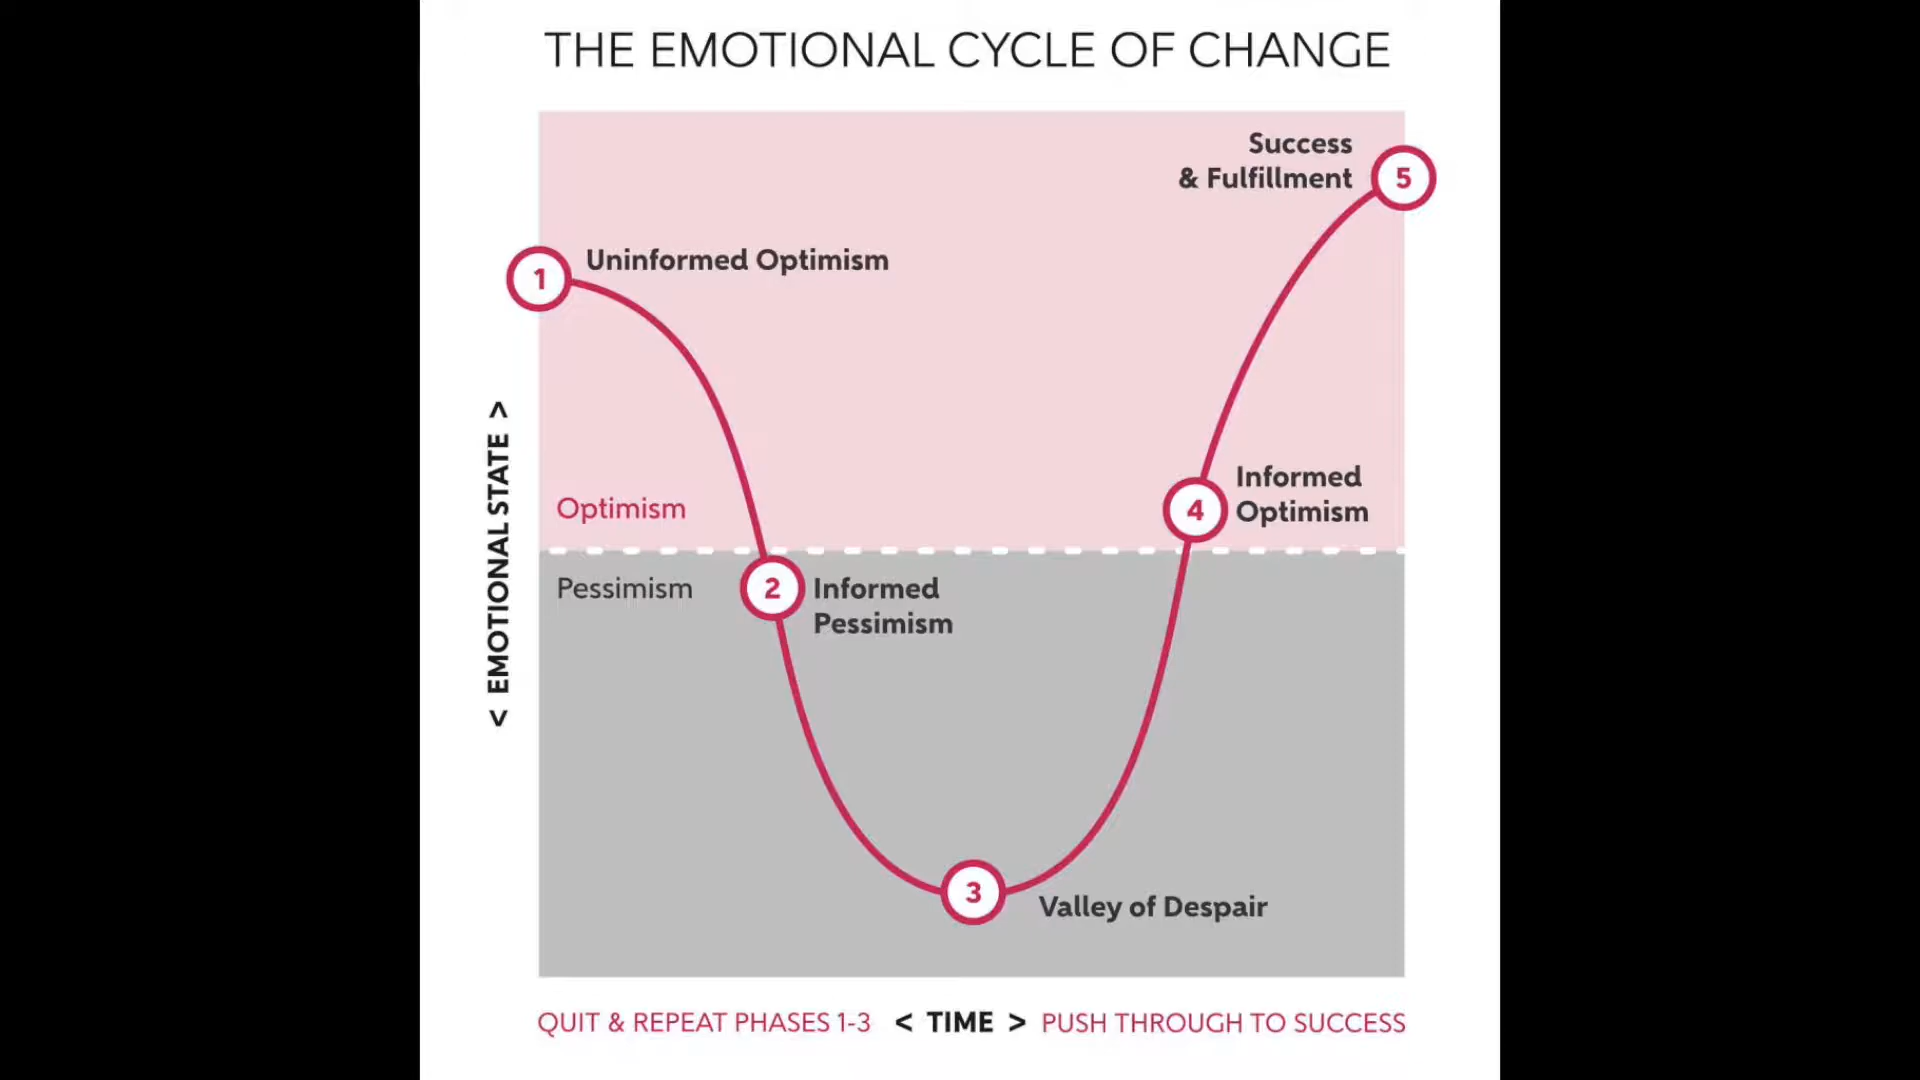 THE EMOTIONAL CYCLE OF CHANGE
Success
& Fulfillment
5
1
Uninformed Optimism
< EMOTIONAL STATE >
Informed
Optimism
4
Optimism
Pessimism
2
Informed
Pessimism
3
Valley of Despair
QUIT & REPEAT PHASES 1-3 < TIME > PUSH THROUGH TO SUCCESS